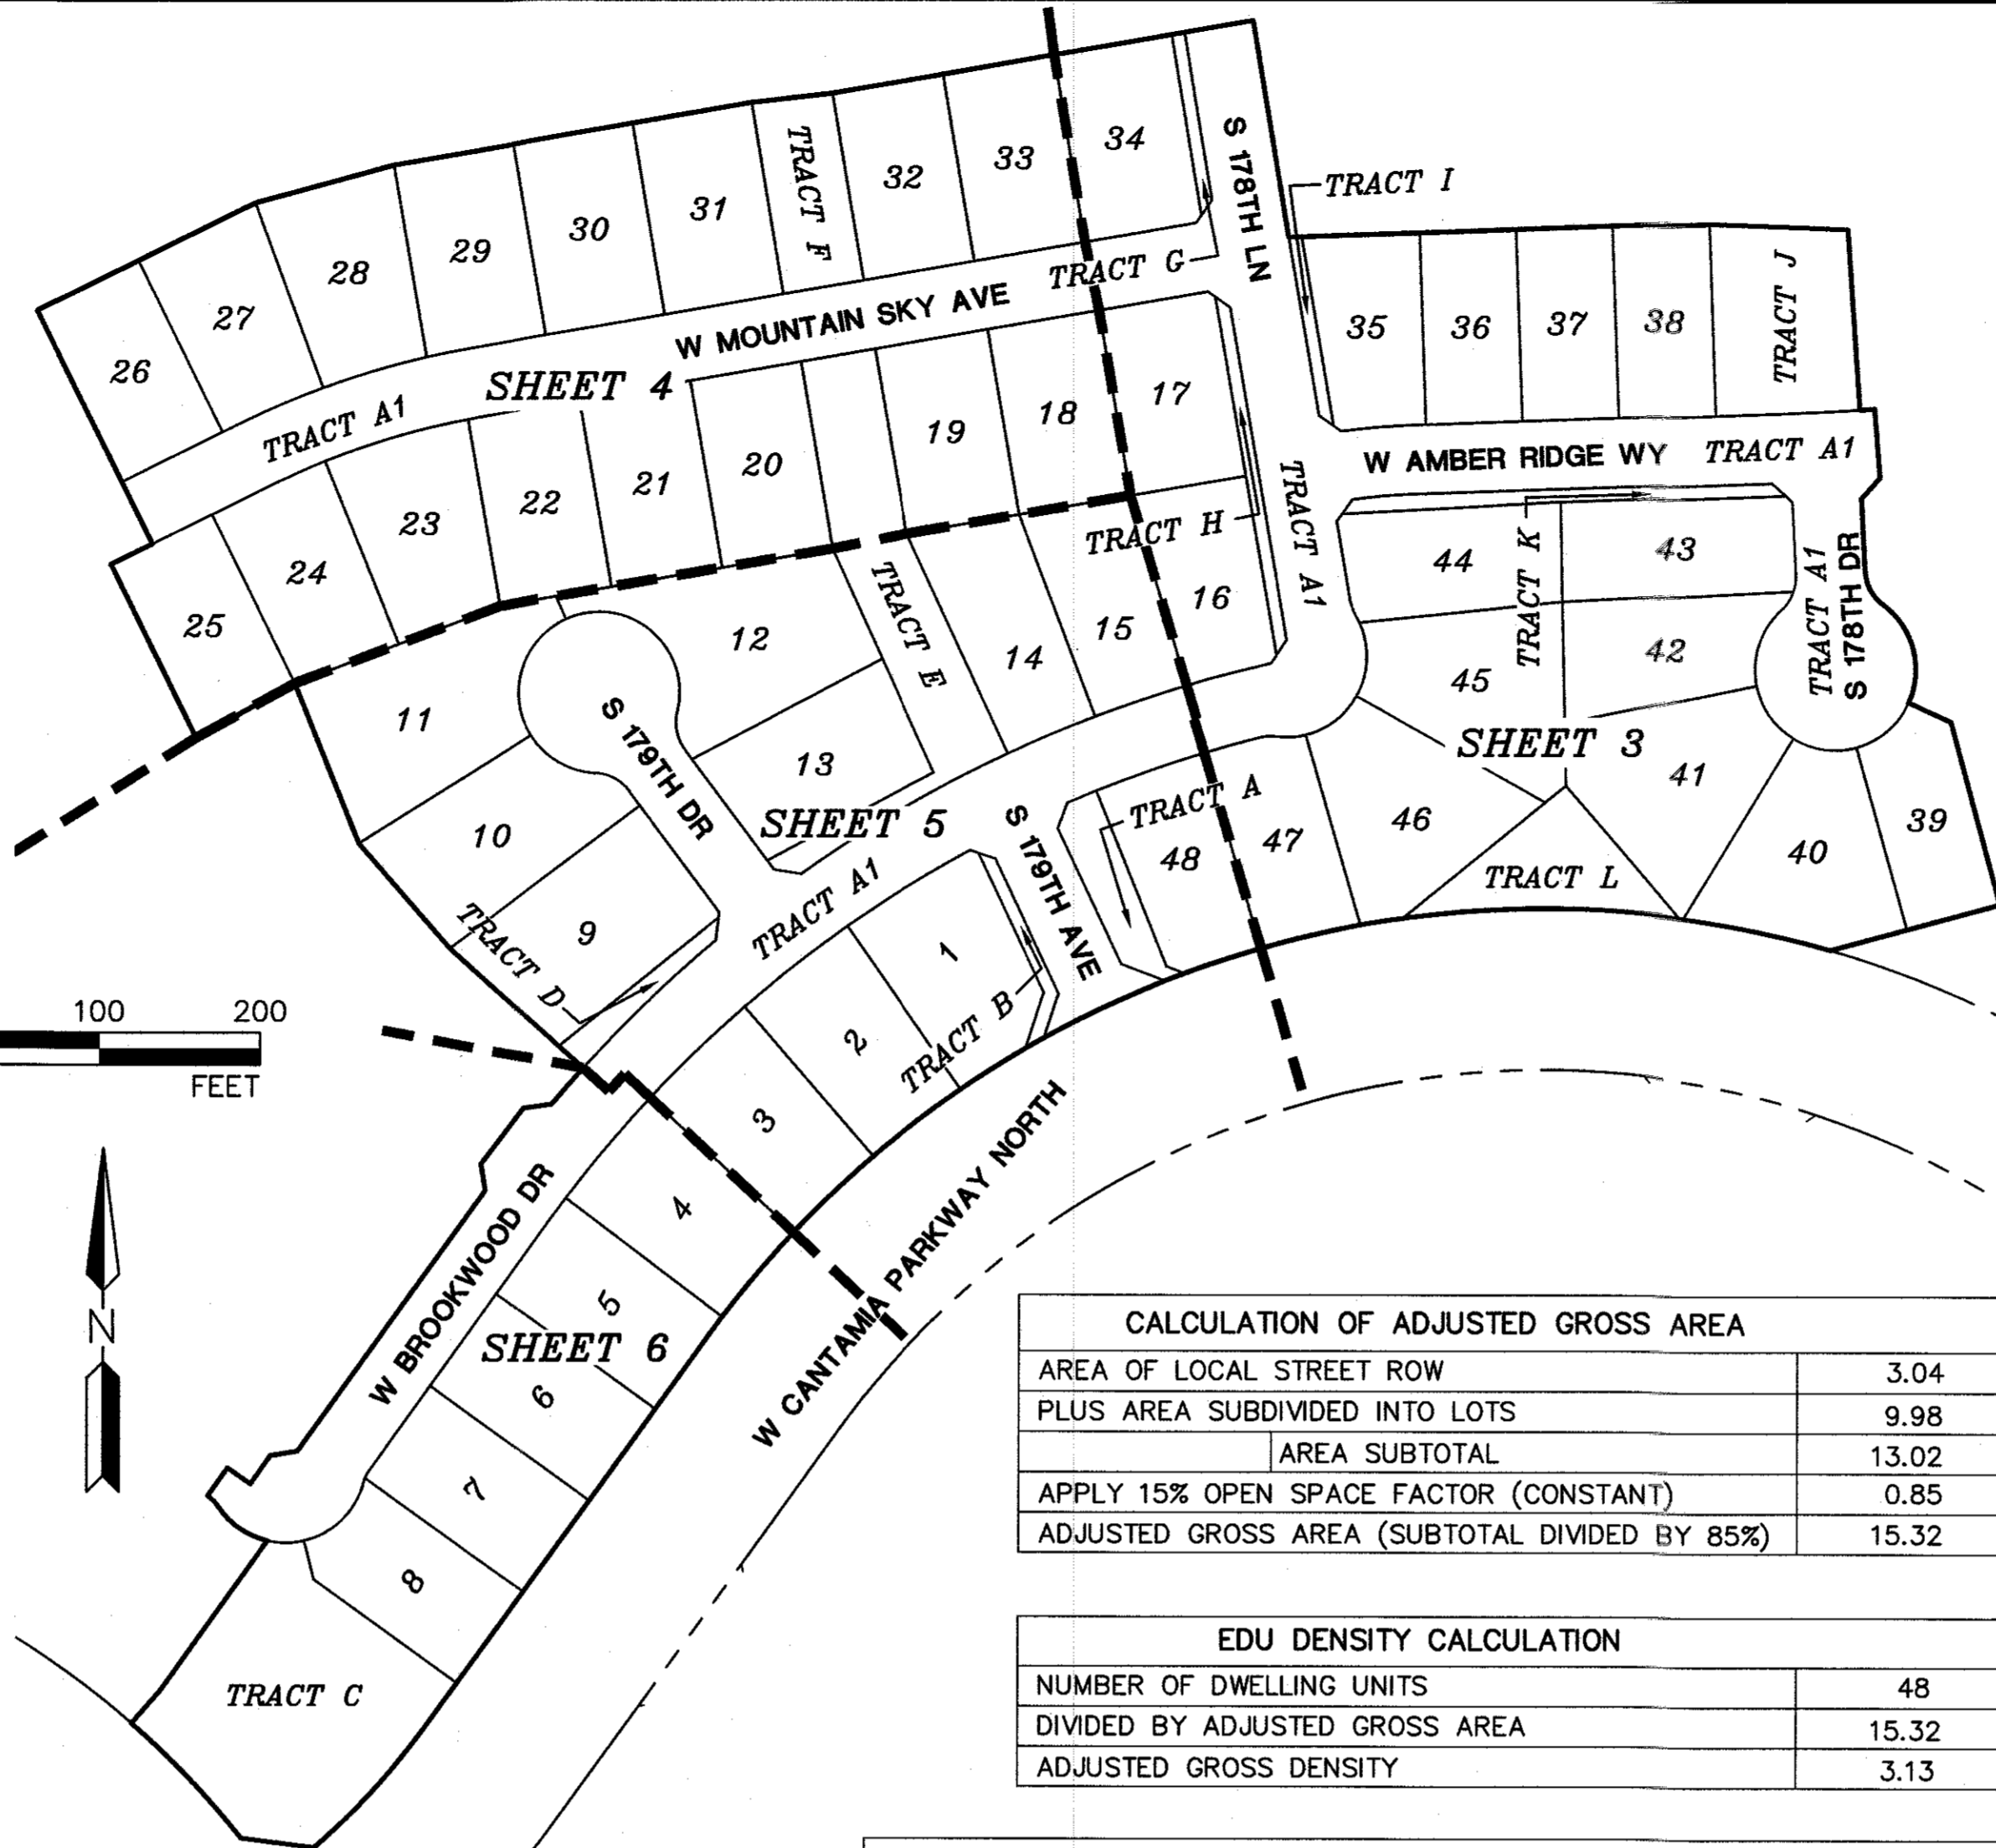 34
33
32
TRACT F
31
30
29
28
27
26
S 178TH LN
TRACT I
TRACT G
W MOUNTAIN SKY AVE
SHEET 4
TRACT A1
35
36
37
38
TRACT J
17
18
19
20
21
22
23
24
25
W AMBER RIDGE WY
TRACT A1
TRACT H
TRACT A1
TRACT K
44
43
TRACT A1
S 178TH DR
16
15
14
TRACT E
12
11
S 179TH DR
13
SHEET 5
45
42
SHEET 3
41
39
40
TRACT L
46
47
48
TRACT A
S 179TH AVE
10
9
TRACT D
TRACT A1
1
2
TRACT B
3
100
200
FEET
N
4
5
SHEET 6
6
7
8
W BROOKWOOD DR
W CANTAMIA PARKWAY NORTH
TRACT C
CALCULATION OF ADJUSTED GROSS AREA
AREA OF LOCAL STREET ROW 3.04
PLUS AREA SUBDIVIDED INTO LOTS 9.98
AREA SUBTOTAL 13.02
APPLY 15% OPEN SPACE FACTOR (CONSTANT) 0.85
ADJUSTED GROSS AREA (SUBTOTAL DIVIDED BY 85%) 15.32
EDU DENSITY CALCULATION
NUMBER OF DWELLING UNITS 48
DIVIDED BY ADJUSTED GROSS AREA 15.32
ADJUSTED GROSS DENSITY 3.13